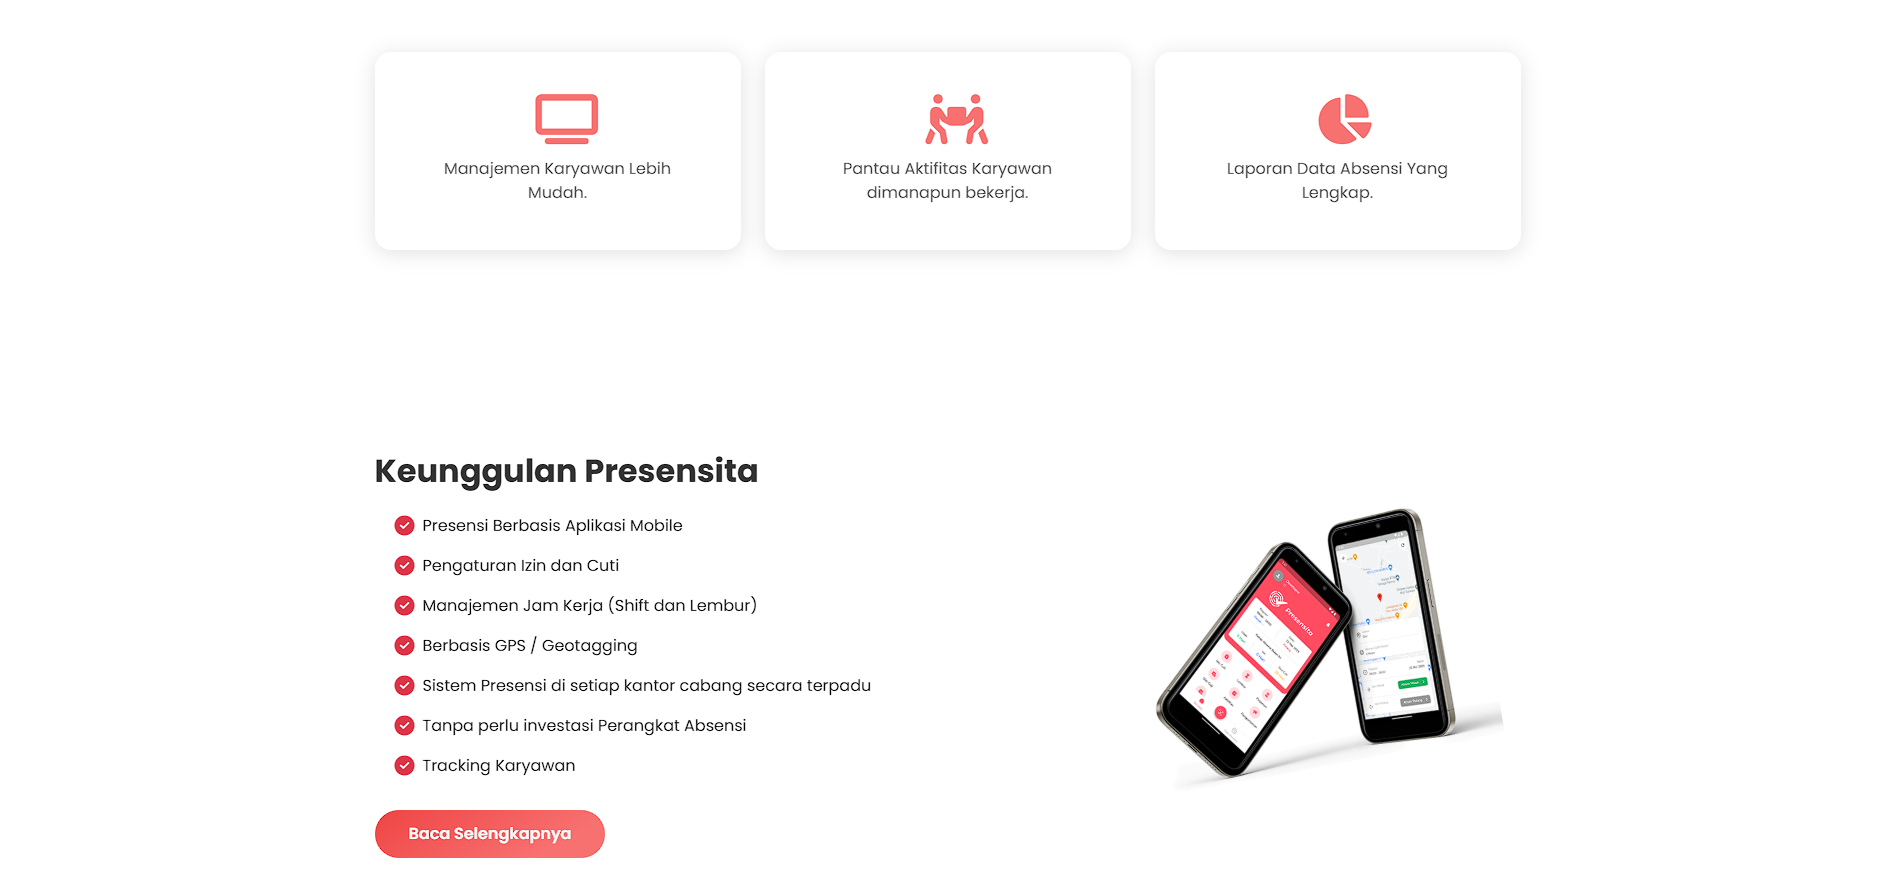 Manajemen Karyawan Lebih
Mudah.
Pantau Aktifitas Karyawan
dimanapun bekerja.
Laporan Data Absensi Yang
Lengkap.
Keunggulan Presensita
Presensi Berbasis Aplikasi Mobile
Pengaturan Izin dan Cuti
Manajemen Jam Kerja (Shift dan Lembur)
Berbasis GPS / Geotagging
Sistem Presensi di setiap kantor cabang secara terpadu
Tanpa perlu investasi Perangkat Absensi
Tracking Karyawan
Baca Selengkapnya
Presensita